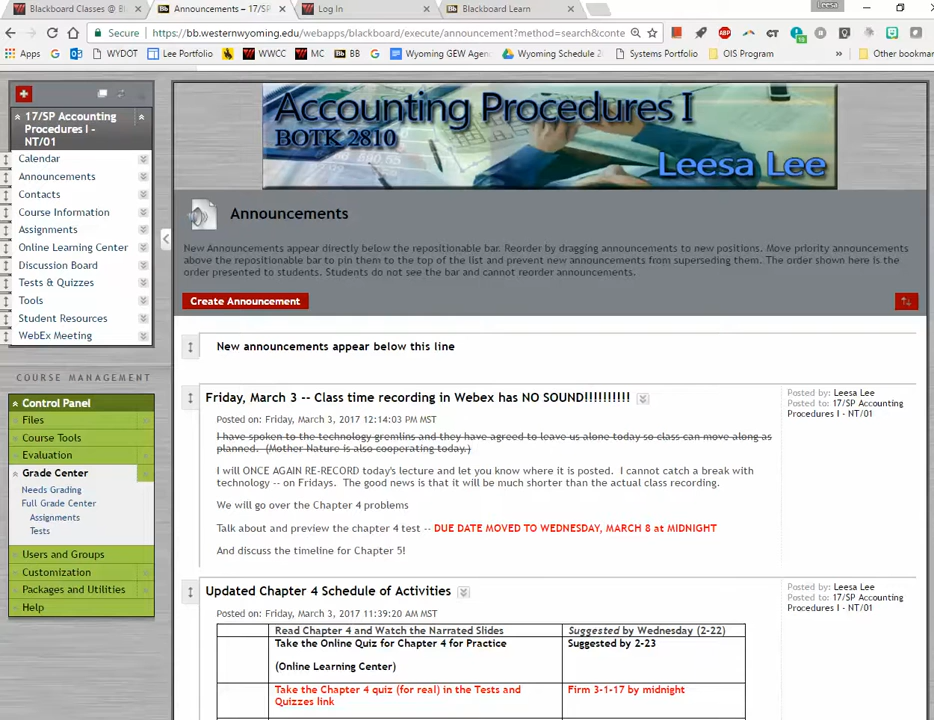 Blackboard Classes @ Bl
Announcements – 17/SP
Log In
Blackboard Learn
Leesa
Secure
https://bb.westernwyoming.edu/webapps/blackboard/execute/announcement?method=search&conte
Apps
WYDOT
Lee Portfolio
WWCC
MC
BB
Wyoming GEW Agen
Wyoming Schedule 2
Systems Portfolio
OIS Program
Other bookmar
17/SP Accounting
Procedures I -
NT/01
Calendar
Announcements
Contacts
Course Information
Assignments
Online Learning Center
Discussion Board
Tests & Quizzes
Tools
Student Resources
WebEx Meeting
COURSE MANAGEMENT
Control Panel
Files
Course Tools
Evaluation
Grade Center
Needs Grading
Full Grade Center
Assignments
Tests
Users and Groups
Customization
Packages and Utilities
Help
Accounting Procedures I
BOTK 2810
Leesa Lee
Announcements
New Announcements appear directly below the repositionable bar. Reorder by dragging announcements to new positions. Move priority announcements
above the repositionable bar to pin them to the top of the list and prevent new announcements from superseding them. The order shown here is the
order presented to students. Students do not see the bar and cannot reorder announcements.
Create Announcement
New announcements appear below this line
Friday, March 3 -- Class time recording in Webex has NO SOUND!!!!!!!!!!
Posted on: Friday, March 3, 2017 12:14:03 PM MST
I have spoken to the technology gremlins and they have agreed to leave us alone today so class can move along as
planned. (Mother Nature is also cooperating today.)
I will ONCE AGAIN RE-RECORD today's lecture and let you know where it is posted. I cannot catch a break with
technology -- on Fridays. The good news is that it will be much shorter than the actual class recording.
We will go over the Chapter 4 problems
Talk about and preview the chapter 4 test -- DUE DATE MOVED TO WEDNESDAY, MARCH 8 at MIDNIGHT
And discuss the timeline for Chapter 5!
Posted by: Leesa Lee
Posted to: 17/SP Accounting
Procedures I - NT/01
Updated Chapter 4 Schedule of Activities
Posted on: Friday, March 3, 2017 11:39:20 AM MST
Posted by: Leesa Lee
Posted to: 17/SP Accounting
Procedures I - NT/01
Read Chapter 4 and Watch the Narrated Slides
Suggested by Wednesday (2-22)
Take the Online Quiz for Chapter 4 for Practice
Suggested by 2-23
(Online Learning Center)
Take the Chapter 4 quiz (for real) in the Tests and
Quizzes link
Firm 3-1-17 by midnight